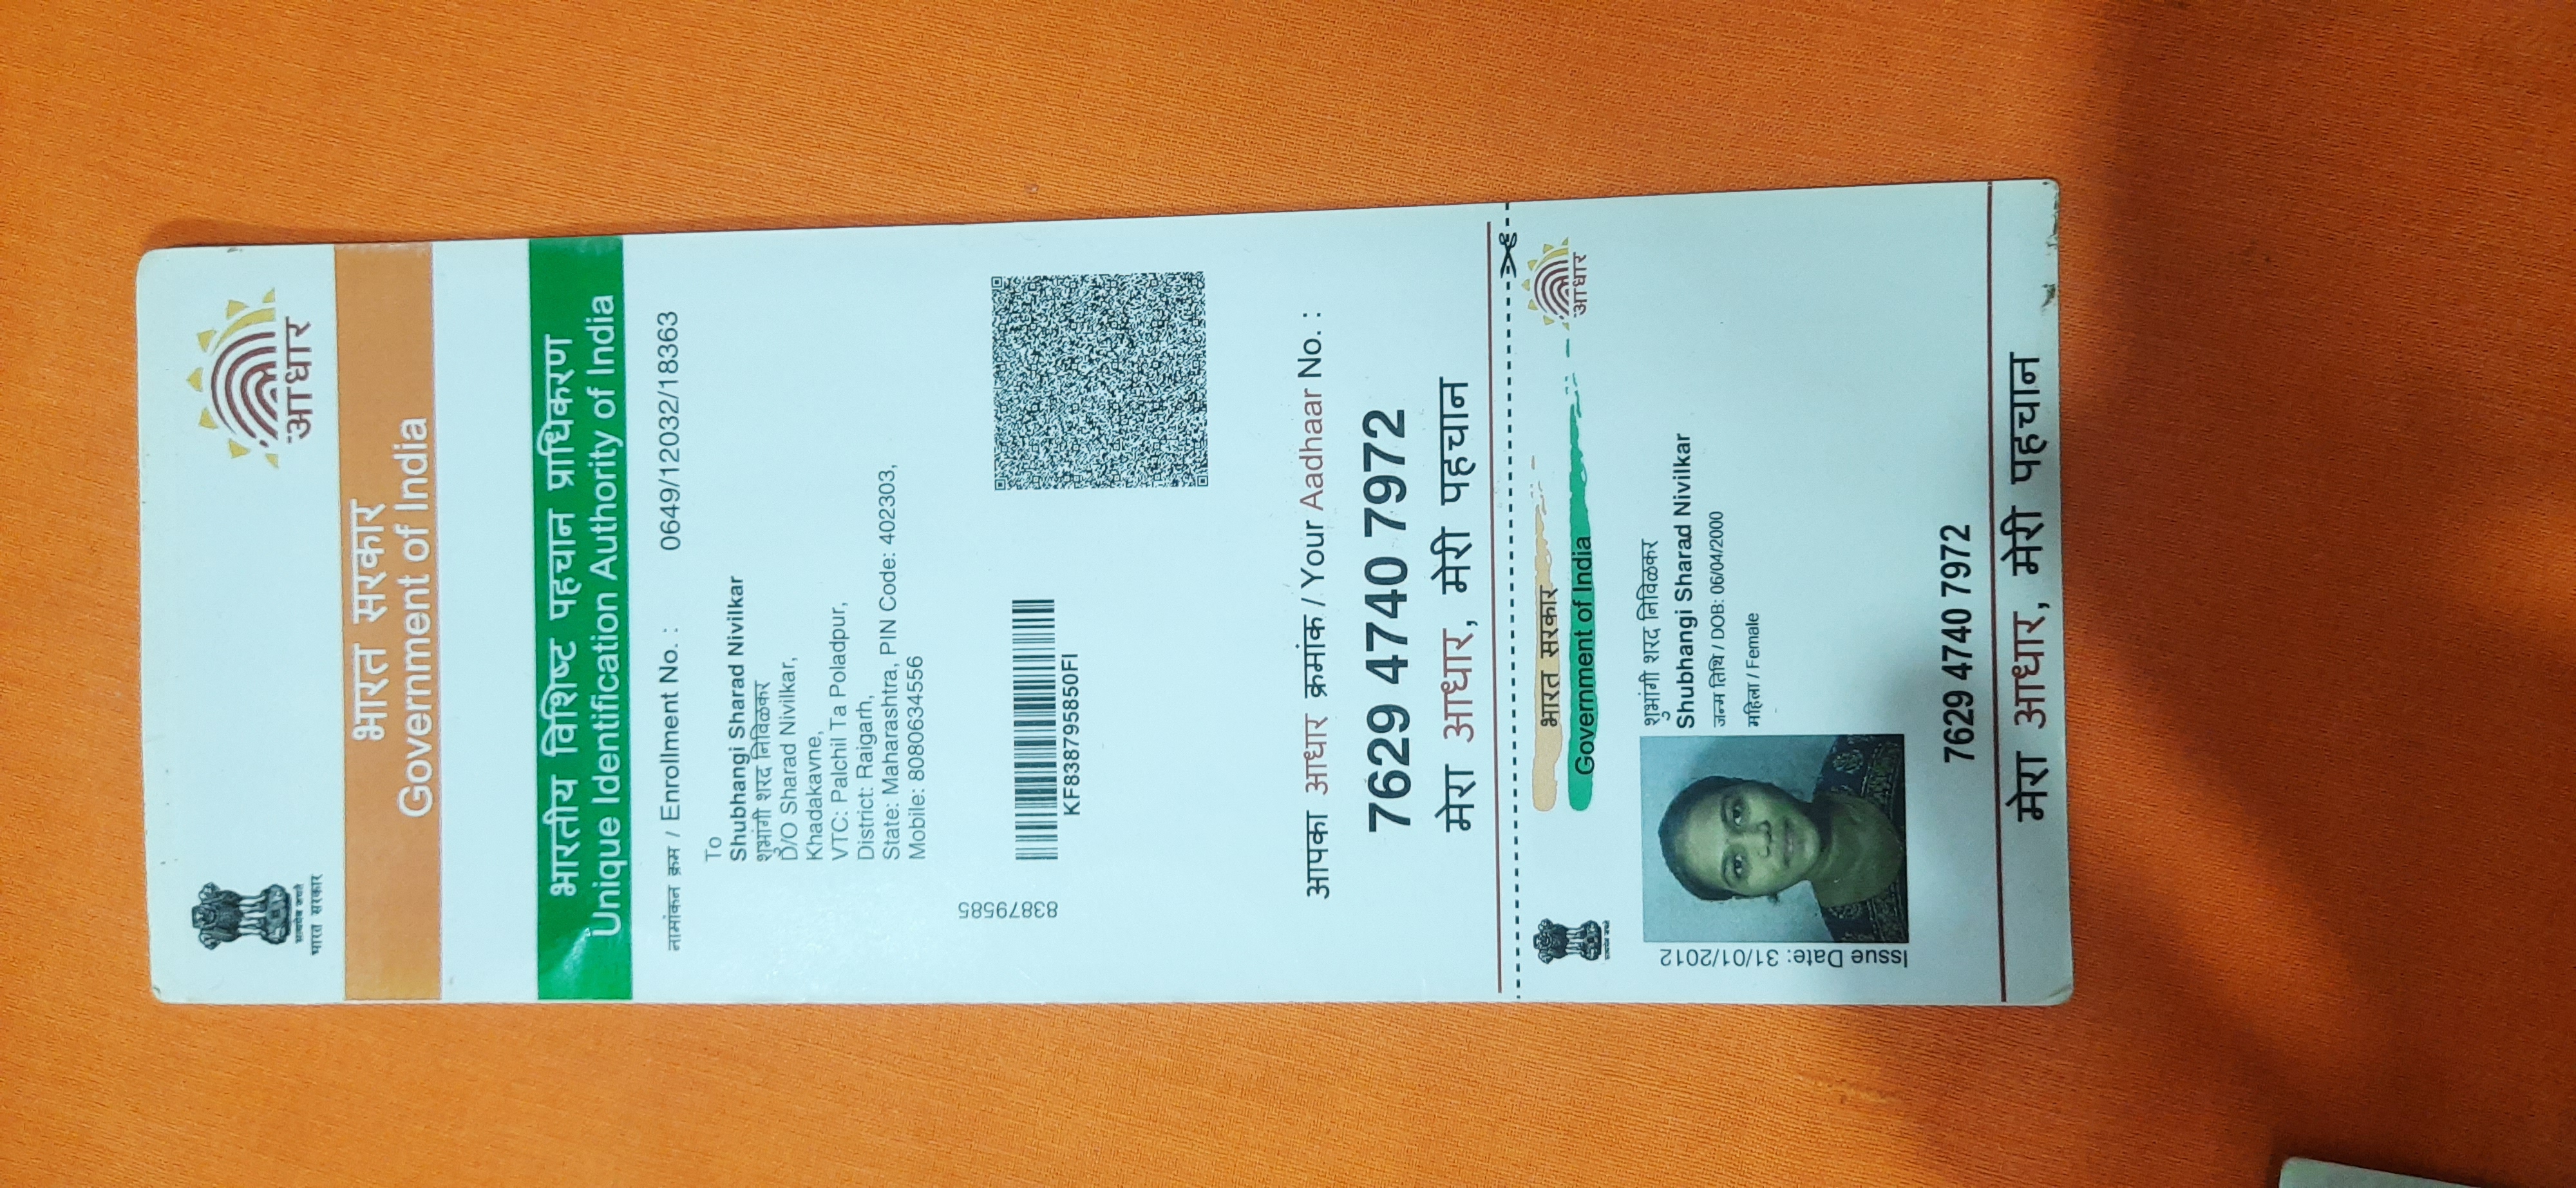 सत्यमेव जयते
भारत सरकार
आधार
भारत सरकार
Government of India
भारतीय विशिष्ट पहचान प्राधिकरण
Unique Identification Authority of India
नामांकन क्रम / Enrollment No. : 0649/12032/18363
To
Shubhangi Sharad Nivilkar
शुभांगी शरद निविळकर
D/O Sharad Nivilkar,
Khadakavne,
VTC: Palchil Ta Poladpur,
District: Raigarh,
State: Maharashtra, PIN Code: 402303,
Mobile: 8080634556
83879585
KF838795850FI
आपका आधार क्रमांक / Your Aadhaar No. :
7629 4740 7972
मेरा आधार, मेरी पहचान
सत्यमेव जयते
भारत सरकार
Government of India
आधार
Issue Date: 31/01/2012
शुभांगी शरद निविळकर
Shubhangi Sharad Nivilkar
जन्म तिथि / DOB: 06/04/2000
महिला / Female
7629 4740 7972
मेरा आधार, मेरी पहचान